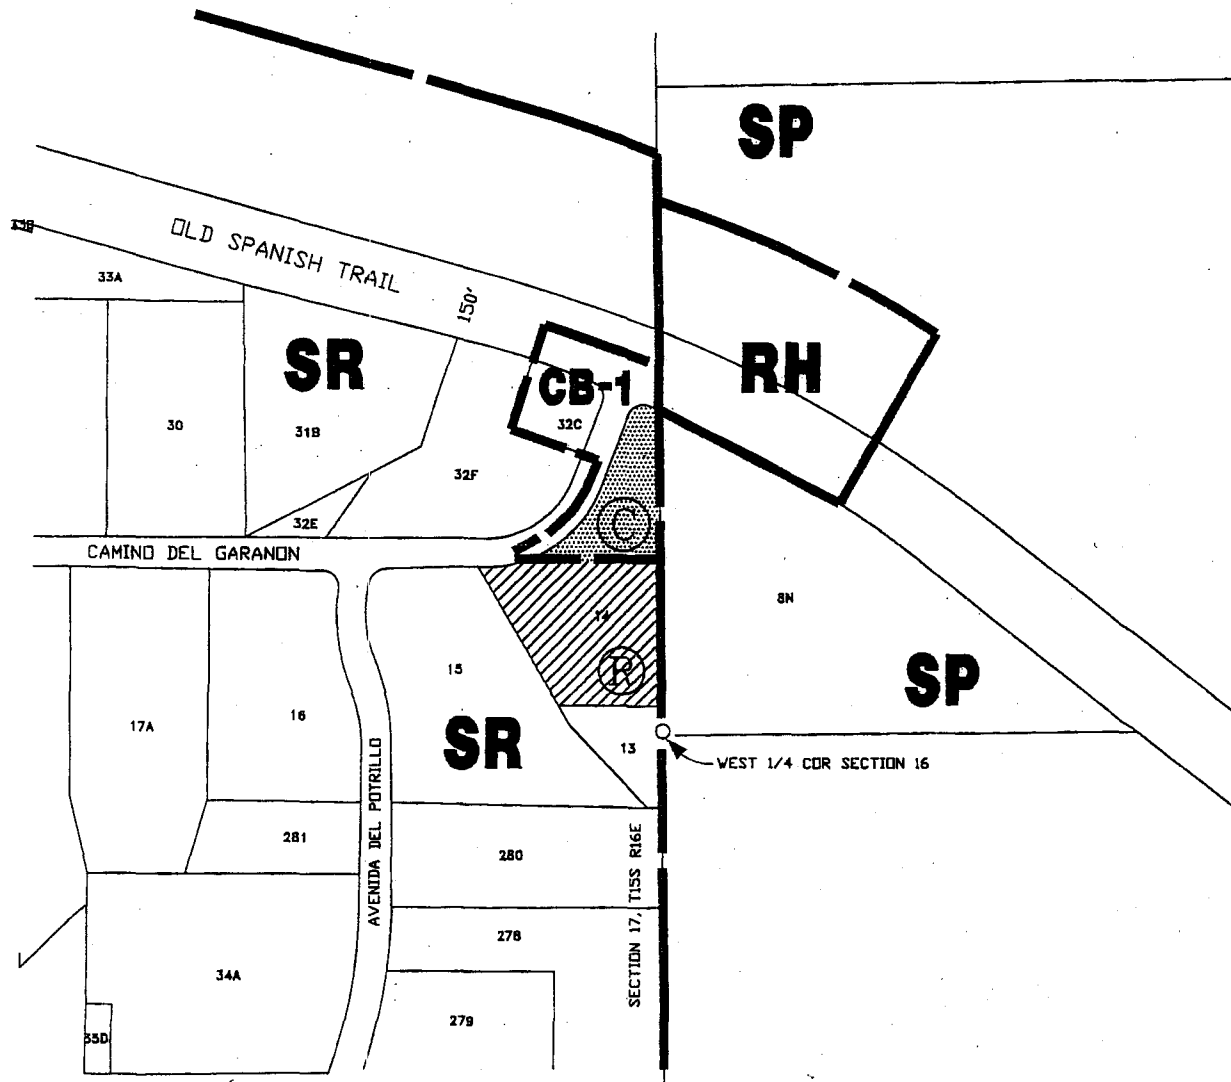 SP
OLD SPANISH TRAIL
33A
150'
SR
RH
CB-1
30
31B
32C
32F
32E
C
CAMINO DEL GARANON
8N
14
15
R
SP
17A
16
SR
13
WEST 1/4 COR SECTION 16
AVENIDA DEL POTRILLO
281
280
SECTION 17, T15S R16E
278
34A
279